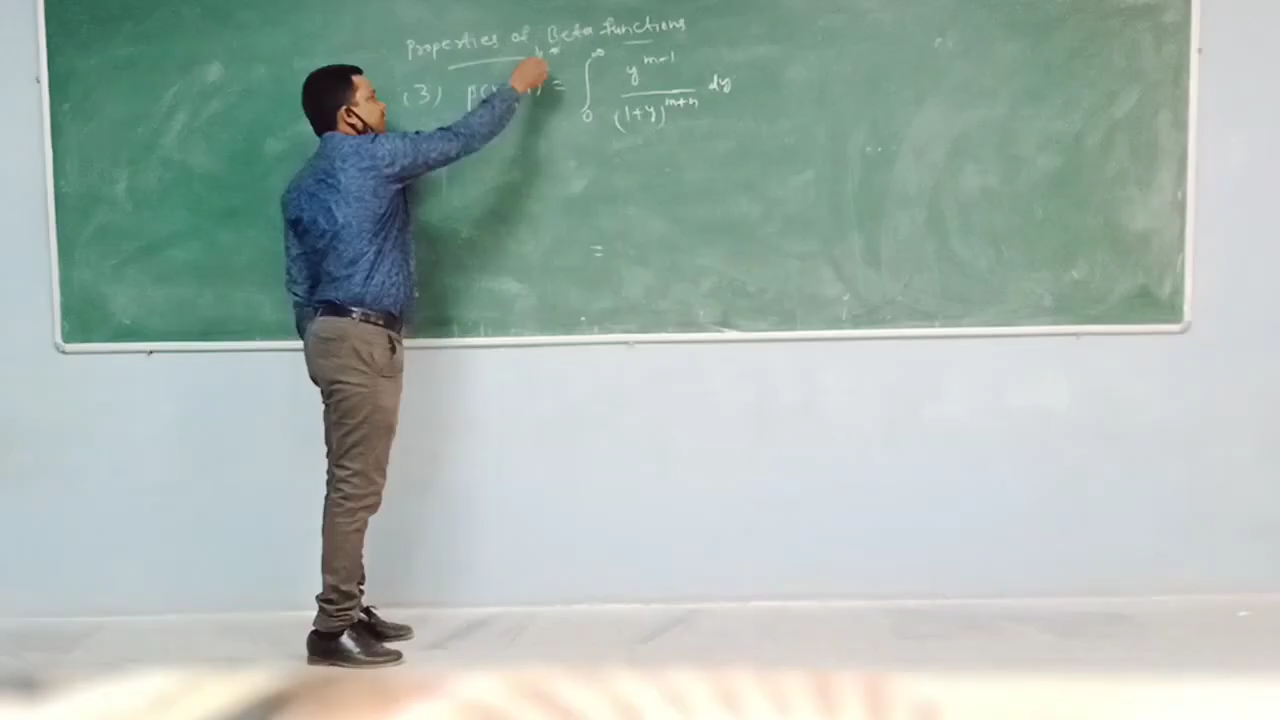 Properties of Beta functions
(3) β( ) = ∫₀^∞ y^{m-1} / (1+y)^{m+n} dy
=